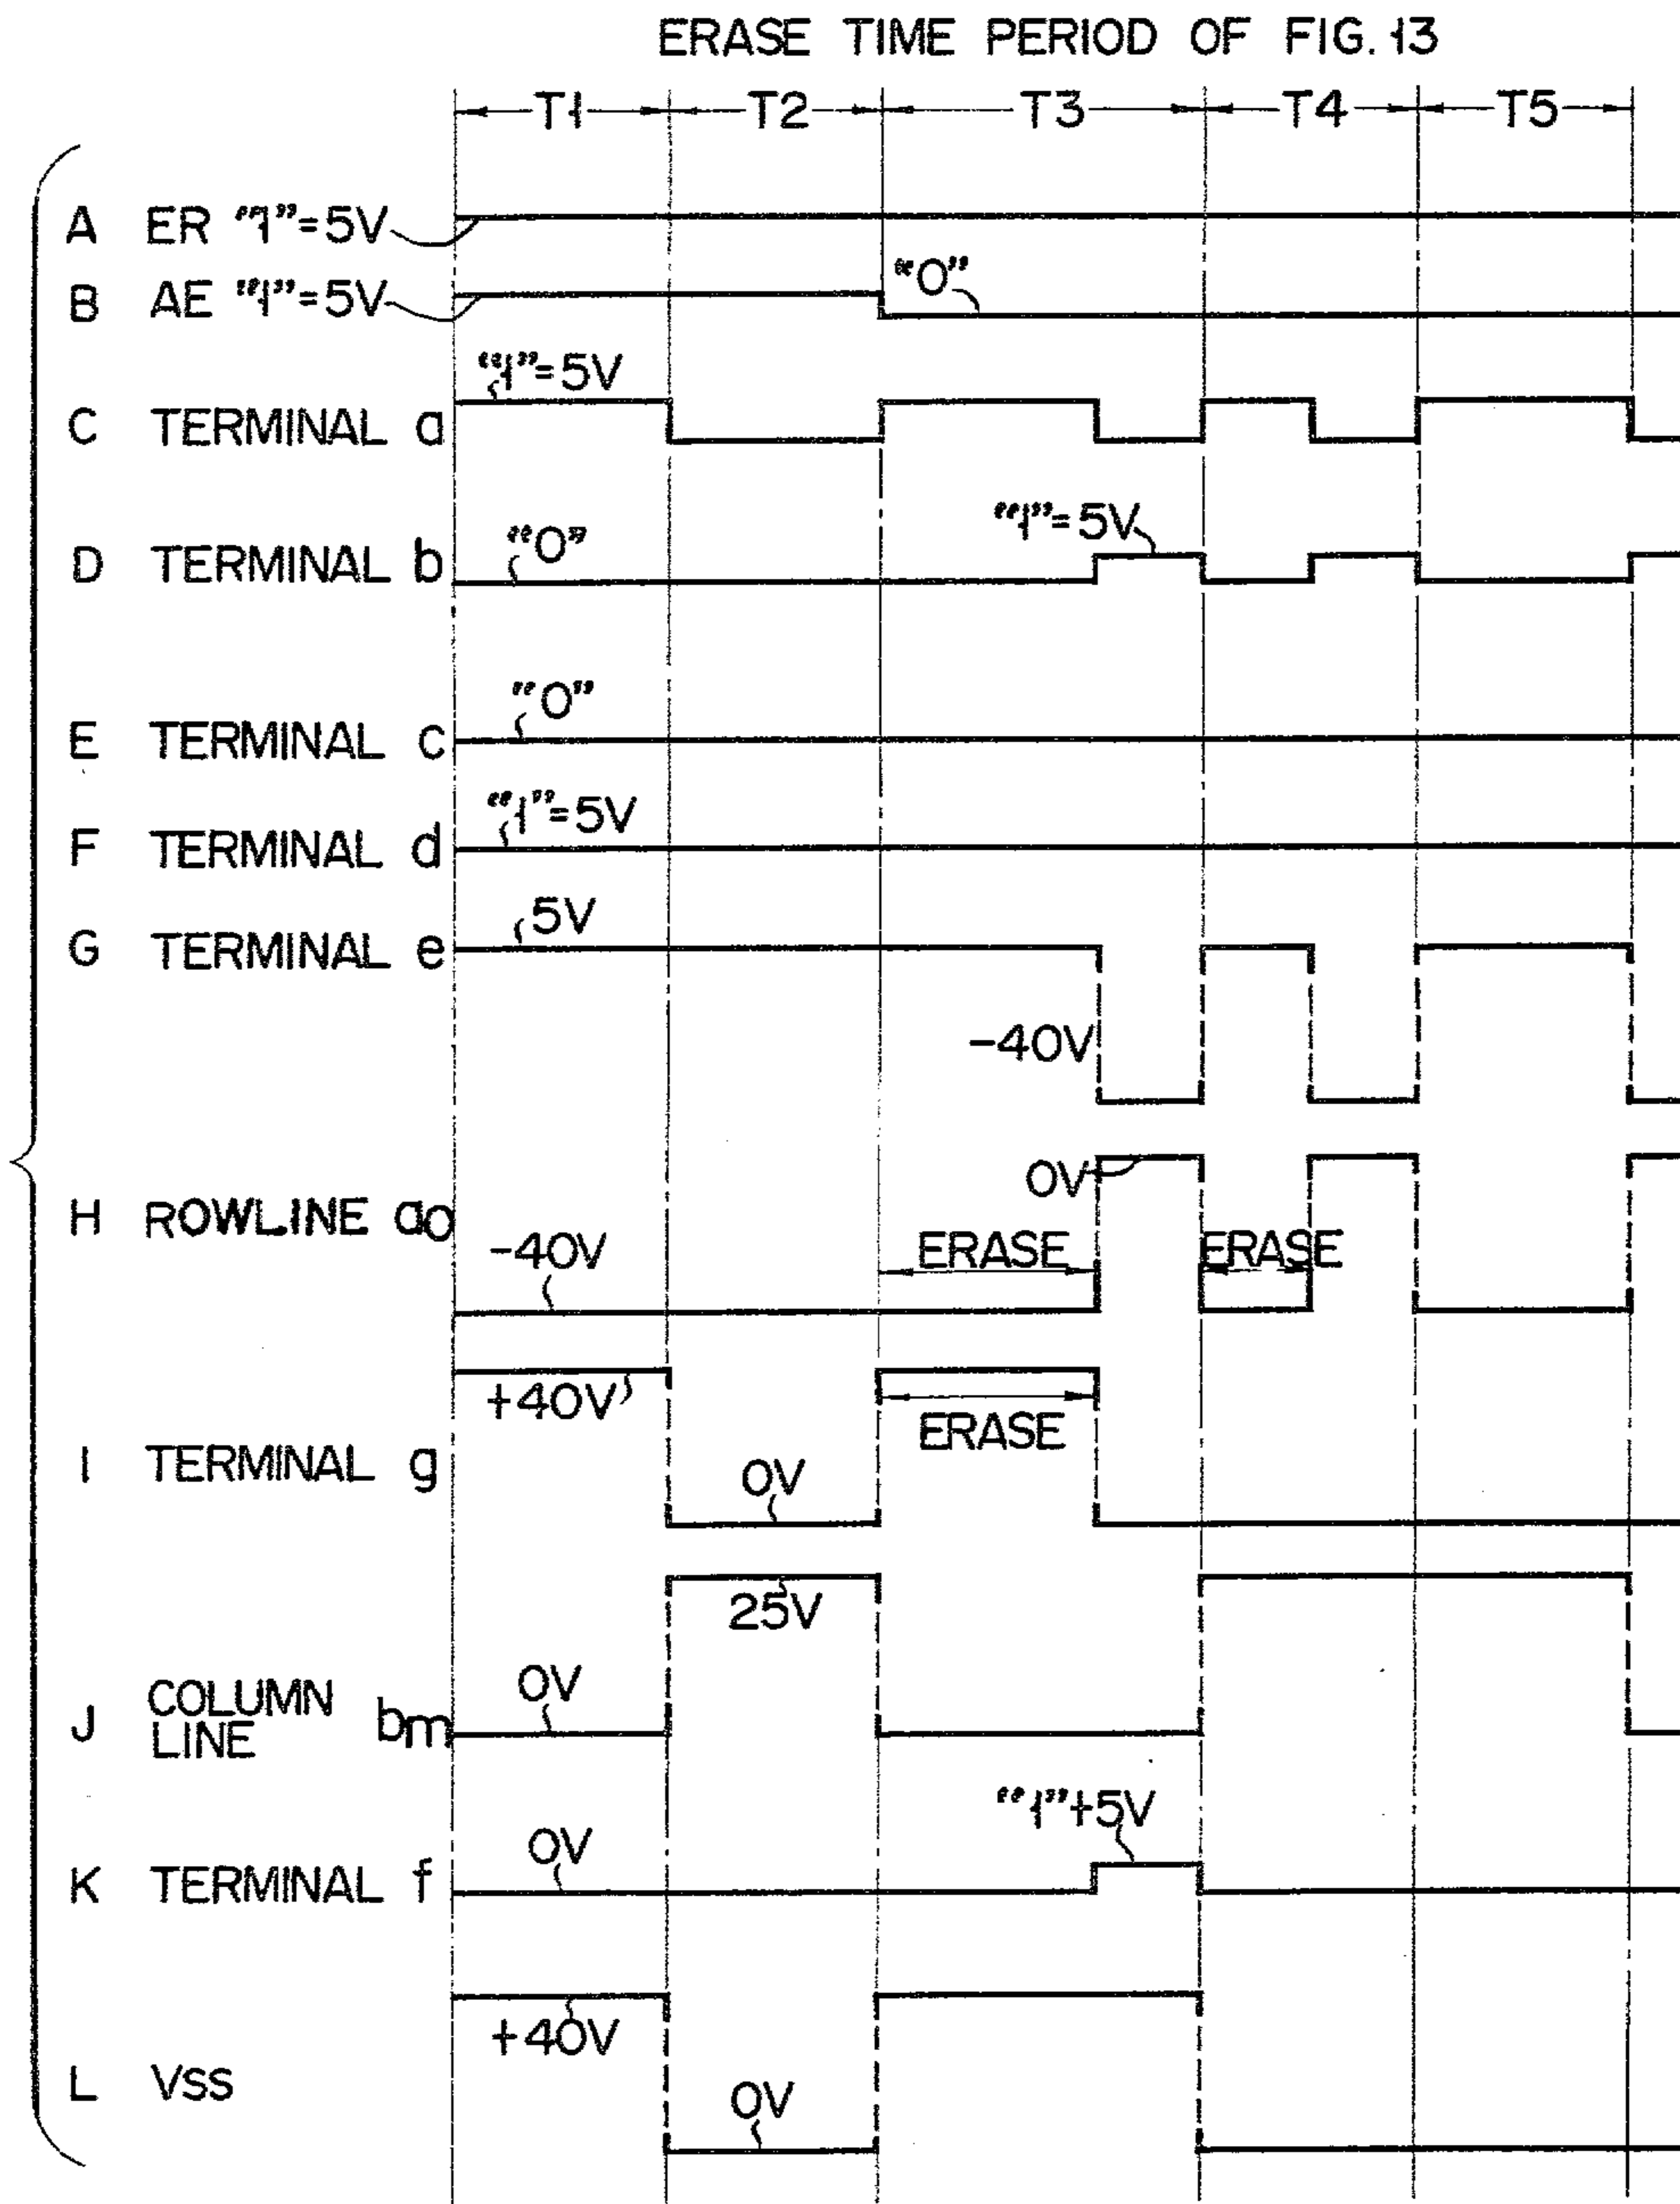 ERASE TIME PERIOD OF FIG. 13
T1 T2 T3 T4 T5
A ER "1"=5V
B AE "1"=5V "0"
C TERMINAL a "1"=5V
D TERMINAL b "0" "1"=5V
E TERMINAL c "0"
F TERMINAL d "1"=5V
G TERMINAL e 5V -40V
H ROWLINE ao -40V ERASE 0V ERASE
I TERMINAL g +40V 0V ERASE
J COLUMN LINE bm 0V 25V
K TERMINAL f 0V "1"+5V
L VSS +40V 0V